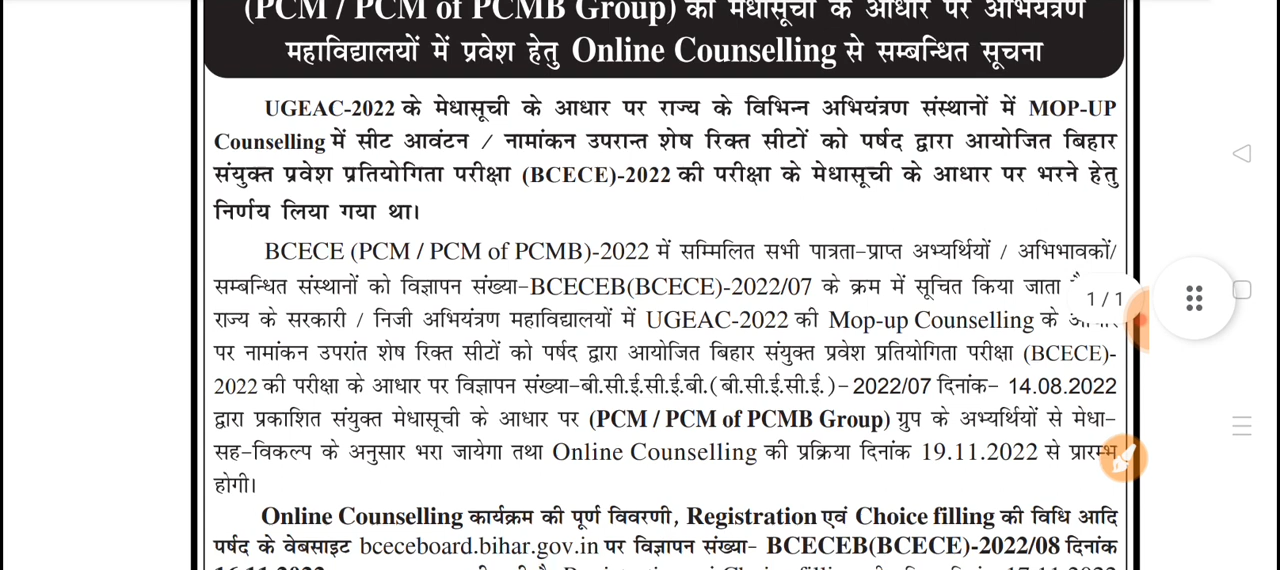 (PCM / PCM of PCMB Group) की मेधासूची के आधार पर अभियंत्रण
महाविद्यालयों में प्रवेश हेतु Online Counselling से सम्बन्धित सूचना
UGEAC-2022 के मेधासूची के आधार पर राज्य के विभिन्न अभियंत्रण संस्थानों में MOP-UP
Counselling में सीट आवंटन / नामांकन उपरान्त शेष रिक्त सीटों को पर्षद द्वारा आयोजित बिहार
संयुक्त प्रवेश प्रतियोगिता परीक्षा (BCECE)-2022 की परीक्षा के मेधासूची के आधार पर भरने हेतु
निर्णय लिया गया था।
BCECE (PCM / PCM of PCMB)-2022 में सम्मिलित सभी पात्रता-प्राप्त अभ्यर्थियों / अभिभावकों/
सम्बन्धित संस्थानों को विज्ञापन संख्या-BCECEB(BCECE)-2022/07 के क्रम में सूचित किया जाता
1 / 1
राज्य के सरकारी / निजी अभियंत्रण महाविद्यालयों में UGEAC-2022 की Mop-up Counselling के
पर नामांकन उपरांत शेष रिक्त सीटों को पर्षद द्वारा आयोजित बिहार संयुक्त प्रवेश प्रतियोगिता परीक्षा (BCECE)-
2022 की परीक्षा के आधार पर विज्ञापन संख्या-बी.सी.ई.सी.ई.बी.(बी.सी.ई.सी.ई.)- 2022/07 दिनांक- 14.08.2022
द्वारा प्रकाशित संयुक्त मेधासूची के आधार पर (PCM / PCM of PCMB Group) ग्रुप के अभ्यर्थियों से मेधा-
सह-विकल्प के अनुसार भरा जायेगा तथा Online Counselling की प्रक्रिया दिनांक 19.11.2022 से प्रारम्भ
होगी।
Online Counselling कार्यक्रम की पूर्ण विवरणी, Registration एवं Choice filling की विधि आदि
पर्षद के वेबसाइट bceceboard.bihar.gov.in पर विज्ञापन संख्या- BCECEB(BCECE)-2022/08 दिनांक